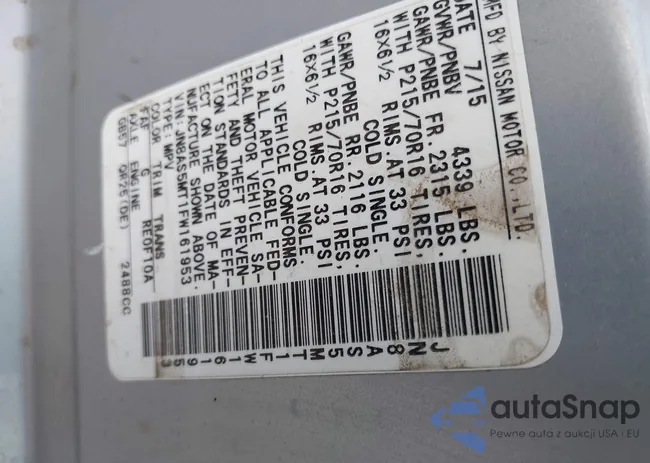 MFD BY NISSAN MOTOR CO.,LTD.
DATE 7/15
GVWR/PNBV 4339 LBS.
GAWR/PNBE FR. 2315 LBS.
WITH P215/70R16 TIRES,
16X6½ RIMS.AT 33 PSI
COLD SINGLE.
GAWR/PNBE RR. 2116 LBS.
WITH P215/70R16 TIRES,
16X6½ RIMS.AT 33 PSI
COLD SINGLE.
THIS VEHICLE CONFORMS
TO ALL APPLICABLE FED-
ERAL MOTOR VEHICLE SA-
FETY AND THEFT PREVEN-
TION STANDARDS IN EFF-
ECT ON THE DATE OF MA-
NUFACTURE SHOWN ABOVE.
VIN:JN8AS5MT1FW161953
TYPE:MPV
COLOR TRIM TRANS
FAF G RE0F10A
AXLE ENGINE
GB57 QR25(DE) 2488CC
JN8AS5MT1FW161953
autaSnap
Pewne auta z aukcji USA i EU